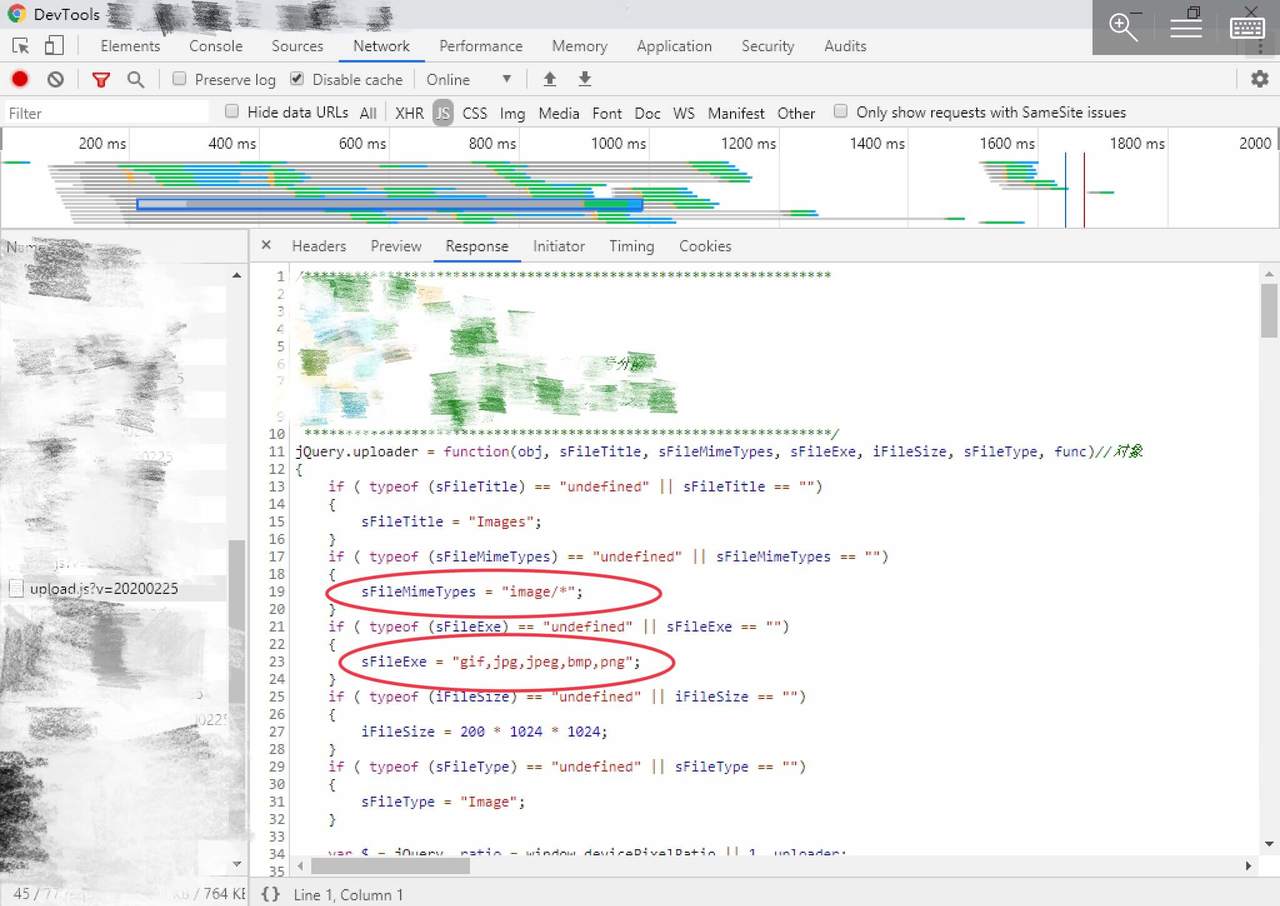 DevTools
Elements Console Sources Network Performance Memory Application Security Audits
Preserve log Disable cache Online
Filter Hide data URLs All XHR JS CSS Img Media Font Doc WS Manifest Other Only show requests with SameSite issues
200 ms 400 ms 600 ms 800 ms 1000 ms 1200 ms 1400 ms 1600 ms 1800 ms 2000
Name
× Headers Preview Response Initiator Timing Cookies
1 /****************************************************************
2
3
4
5
6
7
9
10 ****************************************************************/
11 jQuery.uploader = function(obj, sFileTitle, sFileMimeTypes, sFileExe, iFileSize, sFileType, func)//对象
12 {
13 if ( typeof (sFileTitle) == "undefined" || sFileTitle == "")
14 {
15 sFileTitle = "Images";
16 }
17 if ( typeof (sFileMimeTypes) == "undefined" || sFileMimeTypes == "")
18 {
19 sFileMimeTypes = "image/*";
20 }
21 if ( typeof (sFileExe) == "undefined" || sFileExe == "")
22 {
23 sFileExe = "gif,jpg,jpeg,bmp,png";
24 }
25 if ( typeof (iFileSize) == "undefined" || iFileSize == "")
26 {
27 iFileSize = 200 * 1024 * 1024;
28 }
29 if ( typeof (sFileType) == "undefined" || sFileType == "")
30 {
31 sFileType = "Image";
32 }
33
34 var $ = jQuery, ratio = window.devicePixelRatio || 1, uploader;
35
upload.js?v=20200225
45 / 77 / 764 KB
{} Line 1, Column 1